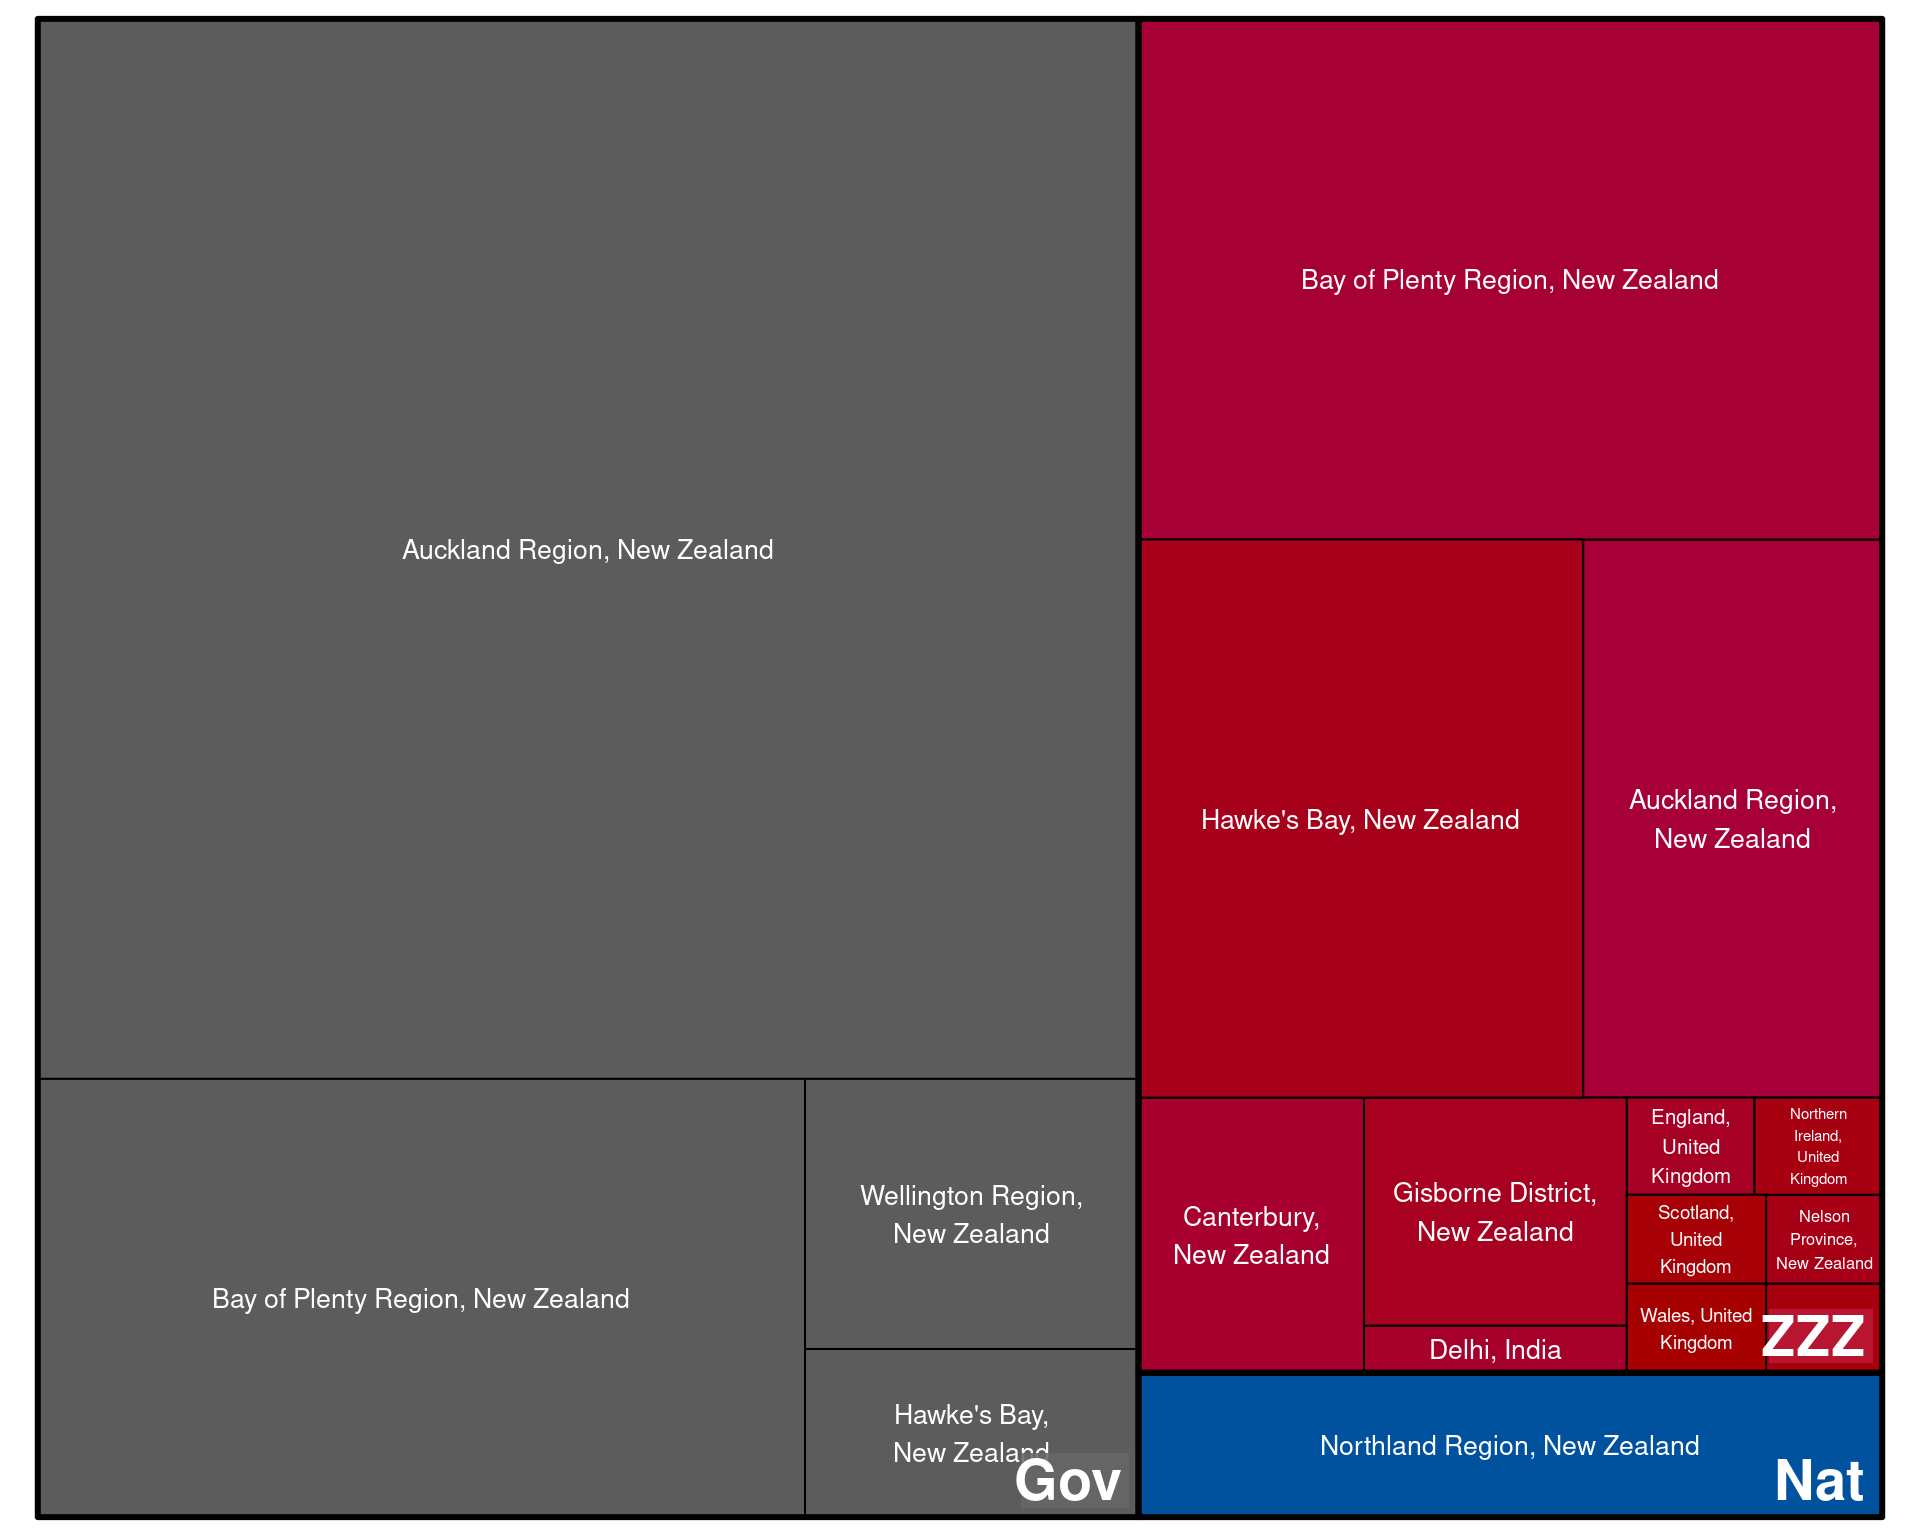 Auckland Region, New Zealand
Bay of Plenty Region, New Zealand
Wellington Region,
New Zealand
Hawke's Bay,
New Zealand
Gov
Bay of Plenty Region, New Zealand
Hawke's Bay, New Zealand
Auckland Region,
New Zealand
Canterbury,
New Zealand
Gisborne District,
New Zealand
Delhi, India
England,
United
Kingdom
Northern
Ireland,
United
Kingdom
Scotland,
United
Kingdom
Nelson
Province,
New Zealand
Wales, United
Kingdom
ZZZ
Northland Region, New Zealand
Nat